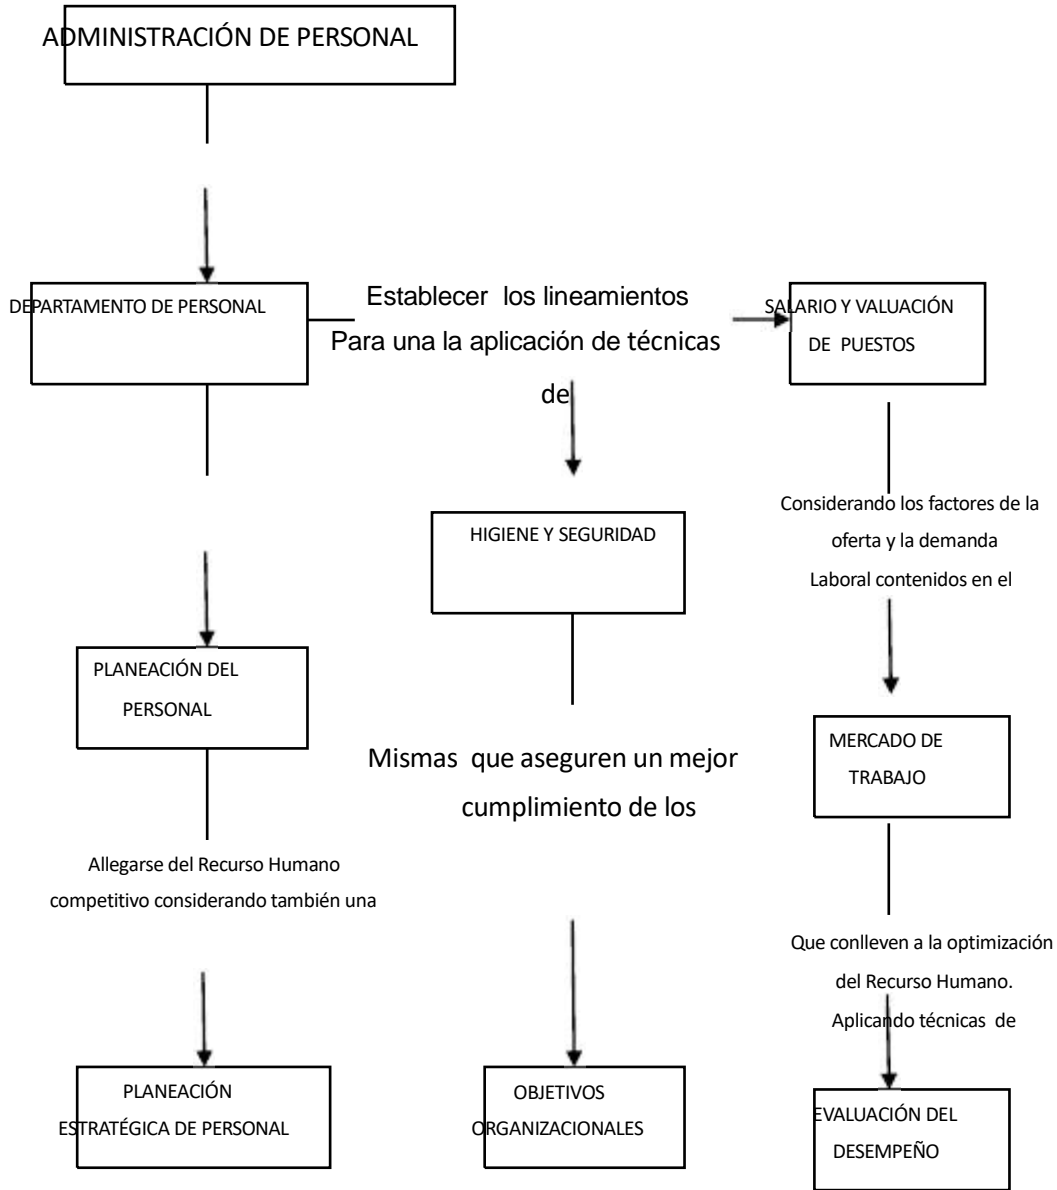 ADMINISTRACIÓN DE PERSONAL
DEPARTAMENTO DE PERSONAL
Establecer los lineamientos
Para una la aplicación de técnicas
de
SALARIO Y VALUACIÓN
DE PUESTOS
HIGIENE Y SEGURIDAD
Considerando los factores de la
oferta y la demanda
Laboral contenidos en el
PLANEACIÓN DEL
PERSONAL
Mismas que aseguren un mejor
cumplimiento de los
MERCADO DE
TRABAJO
Allegarse del Recurso Humano
competitivo considerando también una
Que conlleven a la optimización
del Recurso Humano.
Aplicando técnicas de
PLANEACIÓN
ESTRATÉGICA DE PERSONAL
OBJETIVOS
ORGANIZACIONALES
EVALUACIÓN DEL
DESEMPEÑO